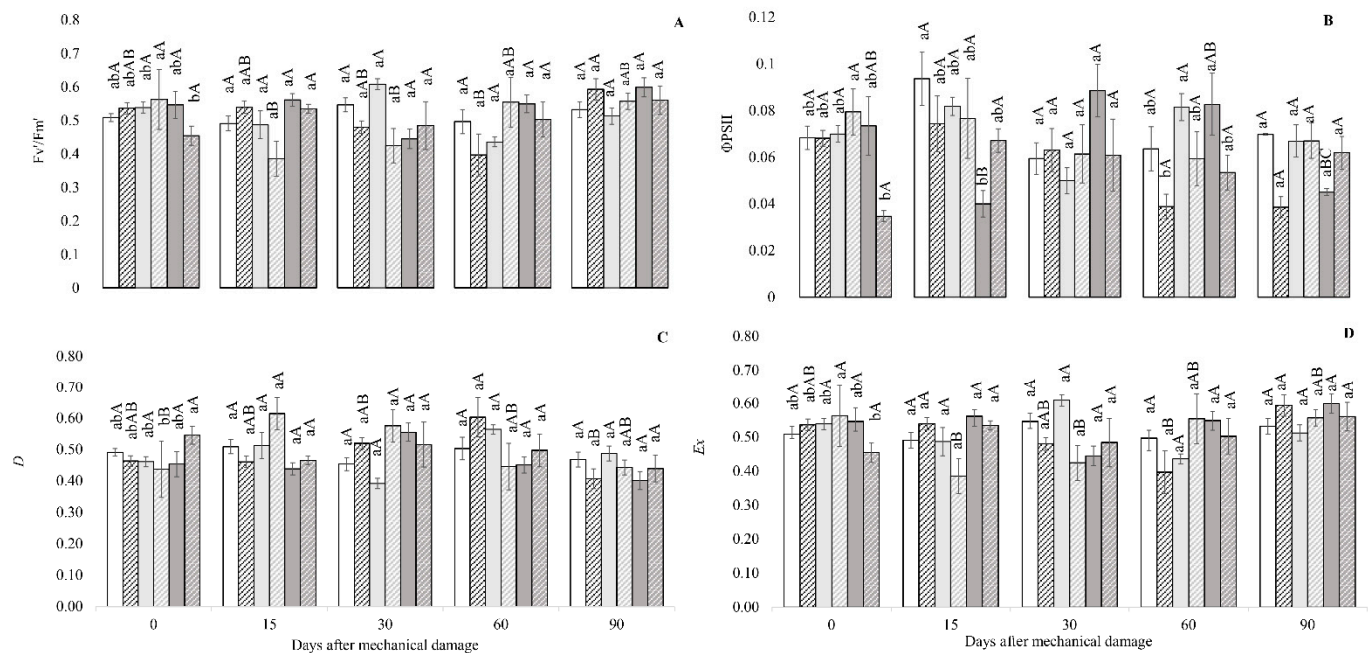 A
Fv'/Fm'
0.8
0.7
0.6
0.5
0.4
0.3
0.2
0.1
0
abA abAB abA aA abA bA
aA aAB aA aB aA aA
aA aAB aA aB aA aA
aA aB aA aAB aA aA
aA aA aA aAB aA aA
B
ΦPSII
0.12
0.1
0.08
0.06
0.04
0.02
0
abA abA abA aA abAB bA
aA abA abA abA bB abA
aA aA aA aA aA aA
abA bA aA abA aAB abA
aA aA aA aA aBC aA
C
D
0.80
0.70
0.60
0.50
0.40
0.30
0.20
0.10
0.00
abA abAB abA bB abA aA
aA aAB aA aA aA aA
aA aAB aA aA aA aA
aA aA aA aAB aA aA
aA aB aA aAB aA aA
0 15 30 60 90
Days after mechanical damage
D
Ex
0.80
0.70
0.60
0.50
0.40
0.30
0.20
0.10
0.00
abA abAB abA aA abA bA
aA aA aA aB aA aA
aA aAB aA aB aA aA
aA aB aA aAB aA aA
aA aA aA aAB aA aA
0 15 30 60 90
Days after mechanical damage